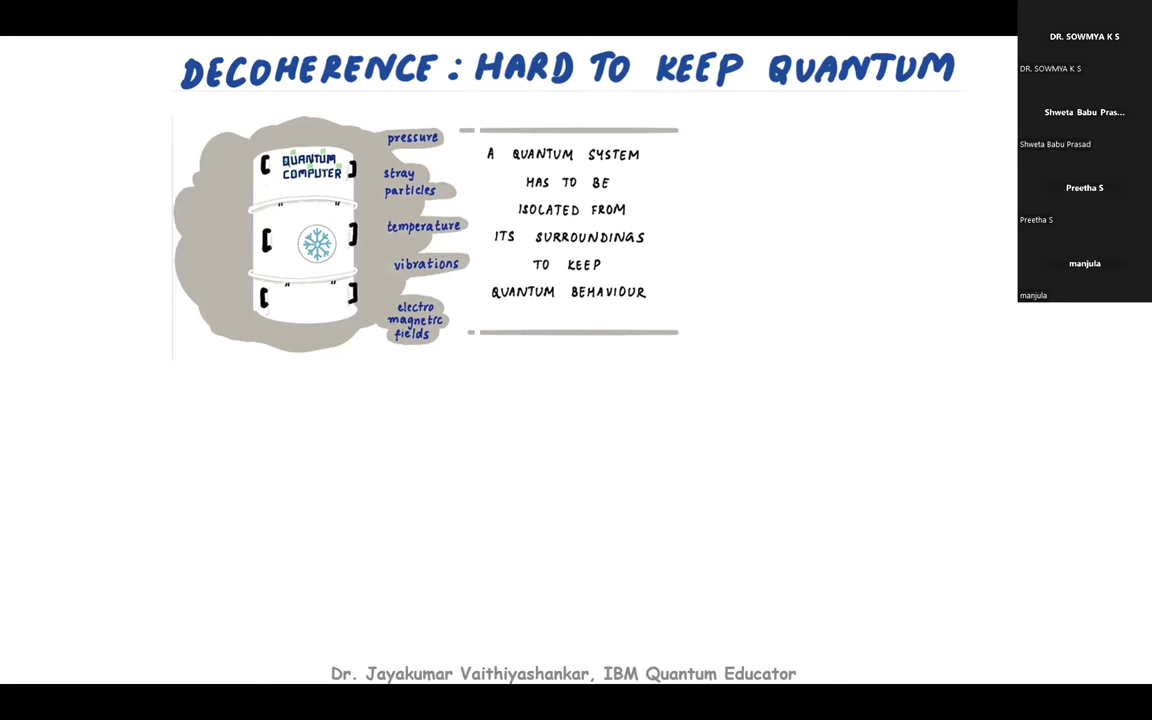 DECOHERENCE : HARD TO KEEP QUANTUM
QUANTUM
COMPUTER
pressure
stray
particles
temperature
vibrations
electro
magnetic
fields
A QUANTUM SYSTEM
HAS TO BE
ISOLATED FROM
ITS SURROUNDINGS
TO KEEP
QUANTUM BEHAVIOUR
Dr. Jayakumar Vaithiyashankar, IBM Quantum Educator
DR. SOWMYA K S
DR. SOWMYA K S
Shweta Babu Pras...
Shweta Babu Prasad
Preetha S
Preetha S
manjula
manjula